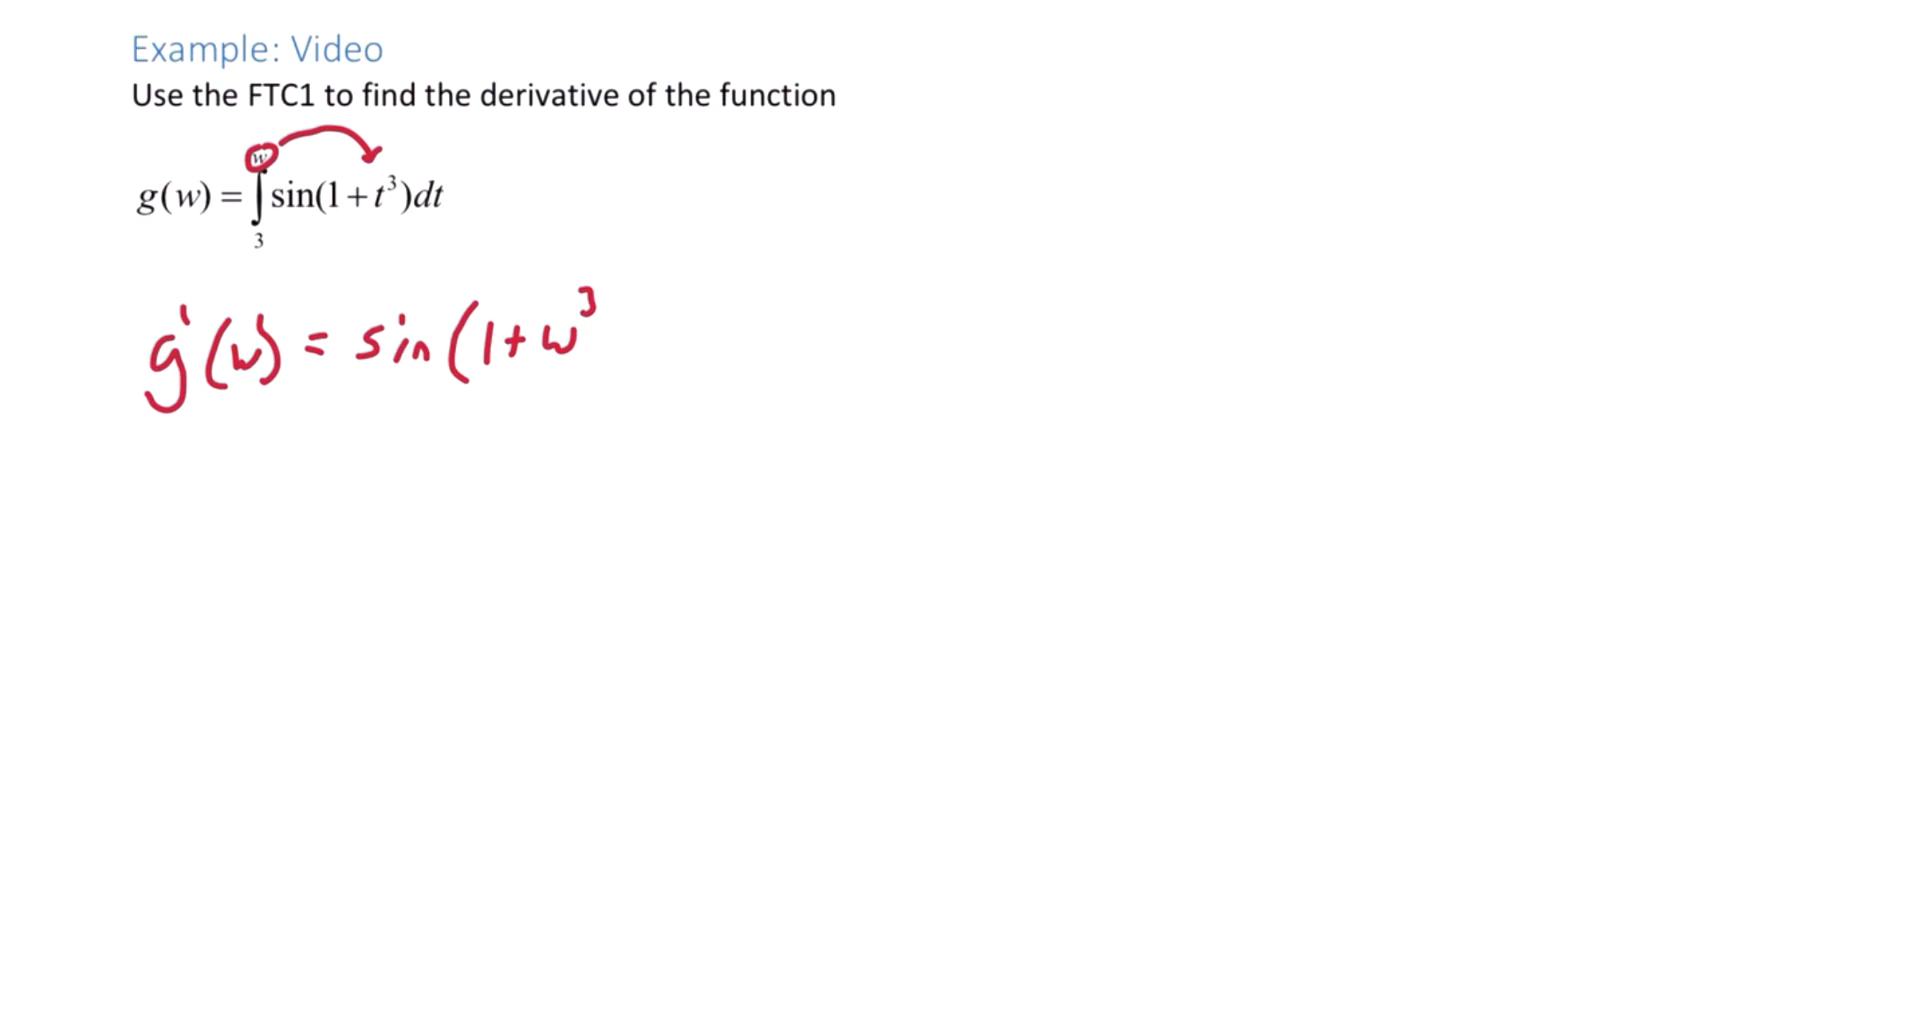 Example: Video
Use the FTC1 to find the derivative of the function
g(w) = ∫₃ʷ sin(1 + t³)dt
g'(w) = sin(1+w³